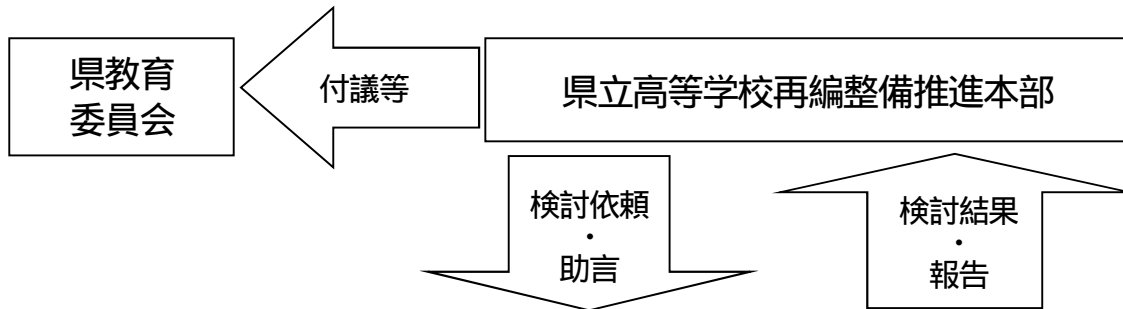 県教育
委員会
付議等
県立高等学校再編整備推進本部
検討依頼
・
助言
検討結果
・
報告